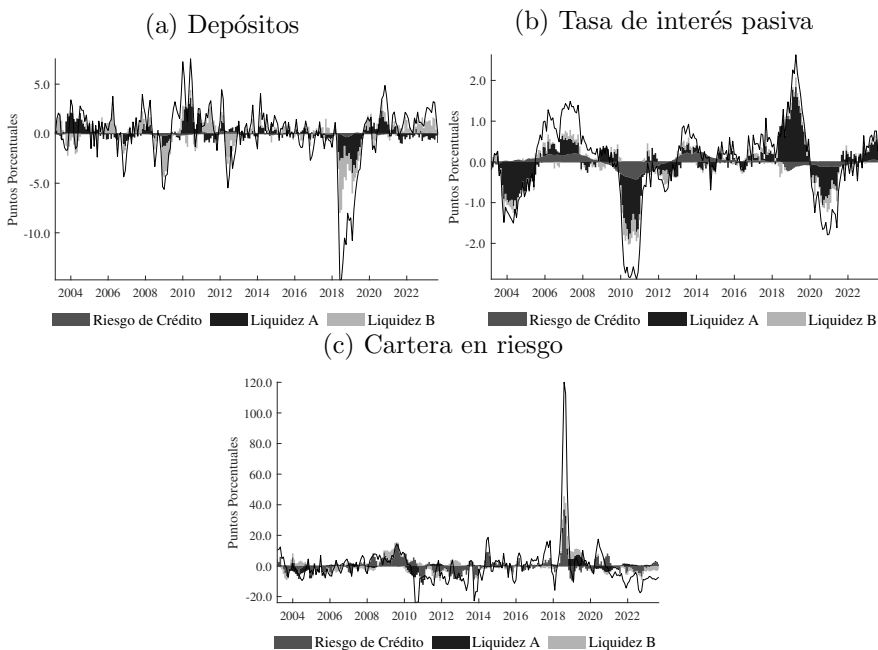 (a) Depósitos
Puntos Porcentuales
5.0
0.0
-5.0
-10.0
2004 2006 2008 2010 2012 2014 2016 2018 2020 2022
Riesgo de Crédito Liquidez A Liquidez B
(b) Tasa de interés pasiva
Puntos Porcentuales
2.0
1.0
0.0
-1.0
-2.0
2004 2006 2008 2010 2012 2014 2016 2018 2020 2022
Riesgo de Crédito Liquidez A Liquidez B
(c) Cartera en riesgo
Puntos Porcentuales
120.0
100.0
80.0
60.0
40.0
20.0
0.0
-20.0
2004 2006 2008 2010 2012 2014 2016 2018 2020 2022
Riesgo de Crédito Liquidez A Liquidez B